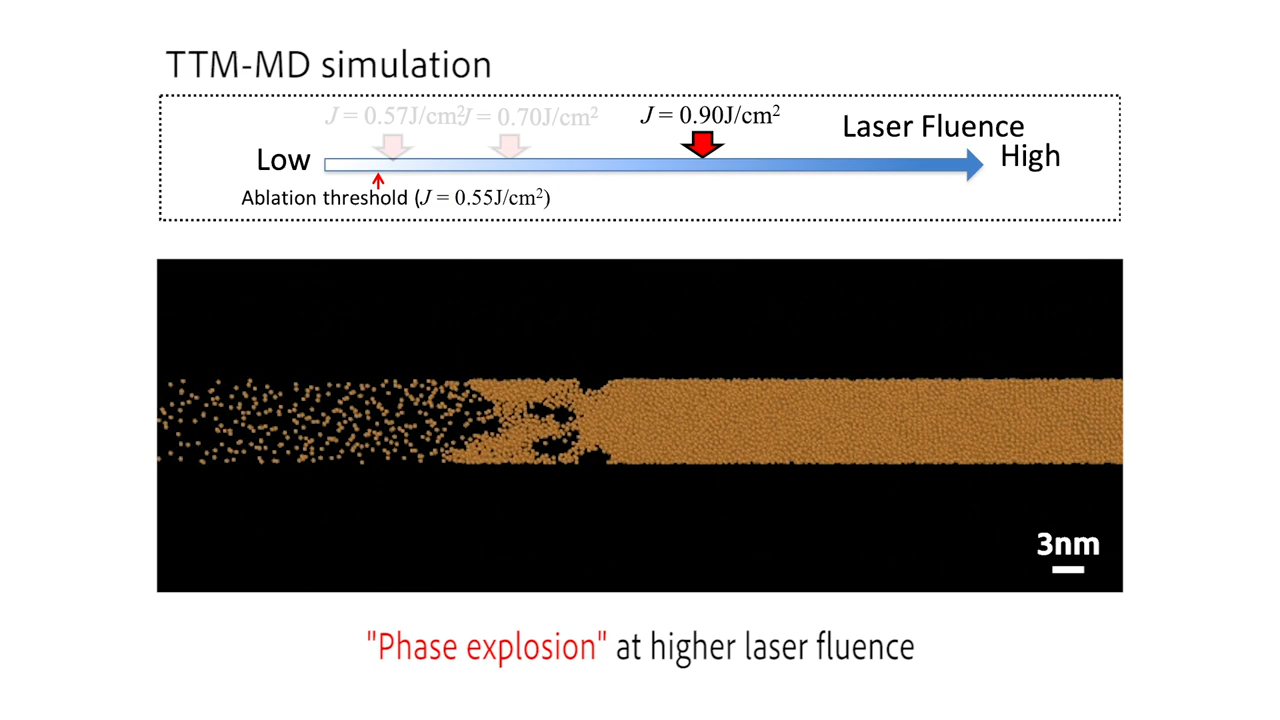 TTM-MD simulation
J = 0.57J/cm² J = 0.70J/cm² J = 0.90J/cm²
Laser Fluence
Low High
Ablation threshold (J = 0.55J/cm²)
3nm
"Phase explosion" at higher laser fluence